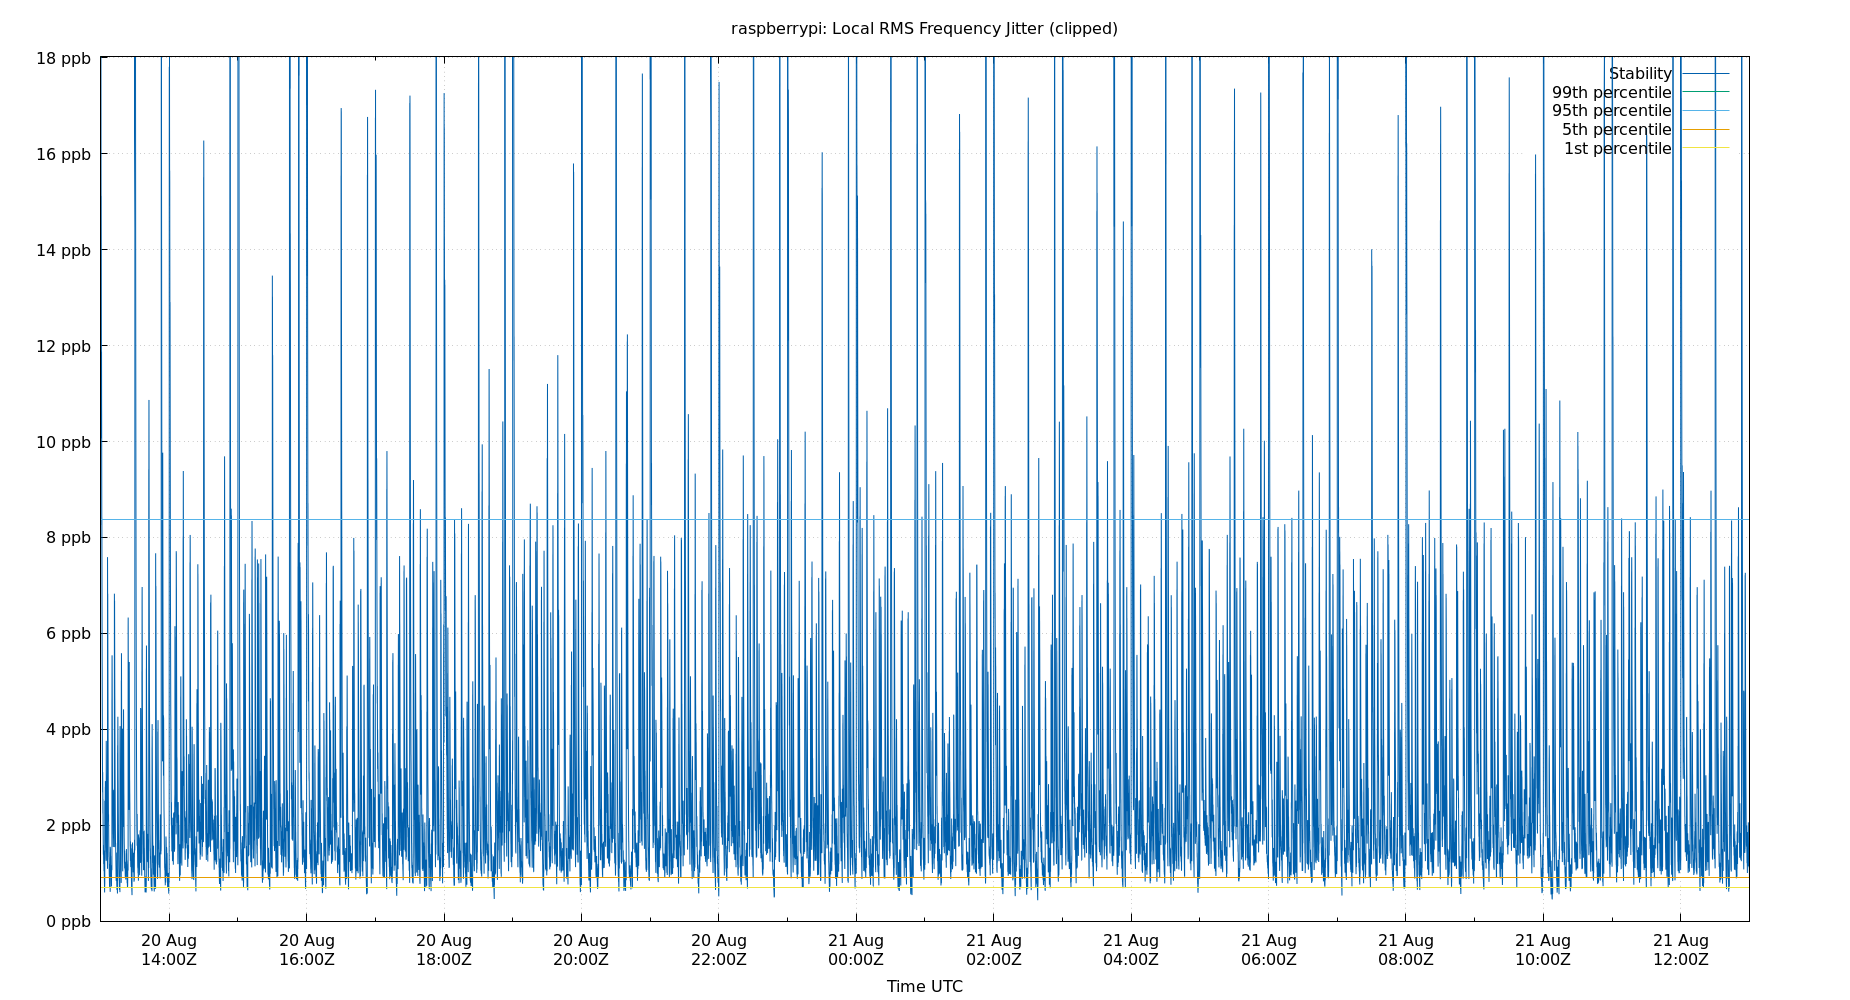 raspberrypi: Local RMS Frequency Jitter (clipped)
18 ppb
16 ppb
14 ppb
12 ppb
10 ppb
8 ppb
6 ppb
4 ppb
2 ppb
0 ppb
Stability
99th percentile
95th percentile
5th percentile
1st percentile
20 Aug 20 Aug 20 Aug 20 Aug 20 Aug 21 Aug 21 Aug 21 Aug 21 Aug 21 Aug 21 Aug 21 Aug
14:00Z 16:00Z 18:00Z 20:00Z 22:00Z 00:00Z 02:00Z 04:00Z 06:00Z 08:00Z 10:00Z 12:00Z
Time UTC